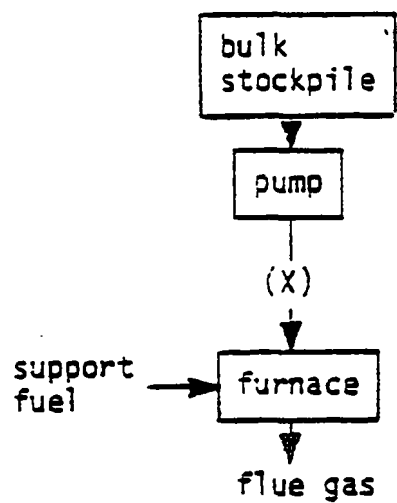 bulk
stockpile
pump
(X)
support
fuel
furnace
flue gas